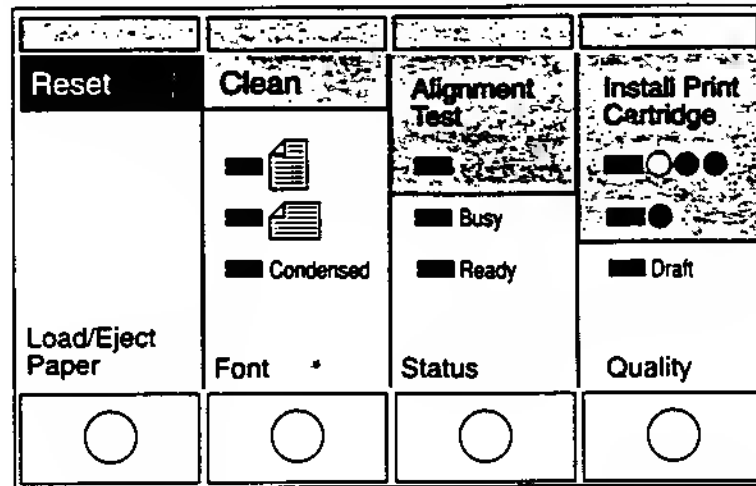 Reset
Clean
Alignment
Test
Install Print
Cartridge
Busy
Condensed
Ready
Draft
Load/Eject
Paper
Font
Status
Quality